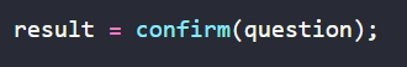 result = confirm(question);